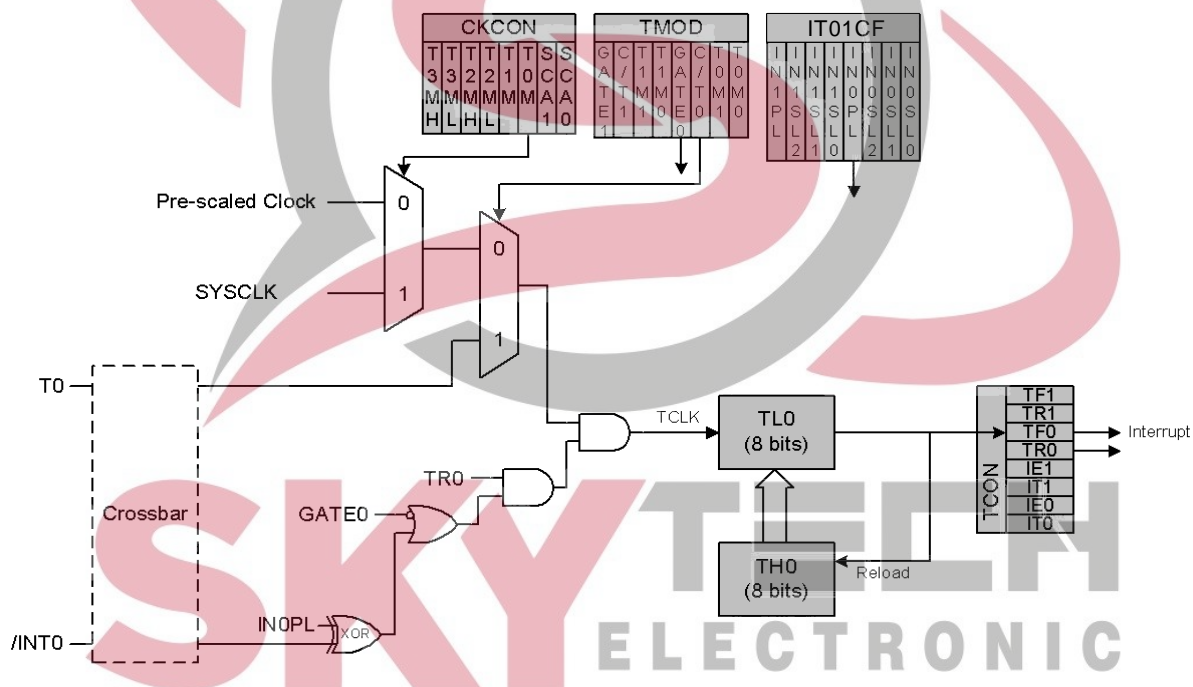 CKCON
TMOD
IT01CF
T3MH
T3ML
T2MH
T2ML
T1M
T0M
SCA1
SCA0
GATE1
C/T1
T1M1
T1M0
GATE0
C/T0
T0M1
T0M0
IN1PL
IN1SL2
IN1SL1
IN1SL0
IN0PL
IN0SL2
IN0SL1
IN0SL0
Pre-scaled Clock
0
0
SYSCLK
1
1
T0
TCLK
TL0
(8 bits)
TF1
TR1
TF0
TR0
IE1
IT1
IE0
IT0
TCON
Interrupt
TR0
GATE0
Crossbar
TH0
(8 bits)
Reload
IN0PL
XOR
/INT0
SKYTECH
ELECTRONIC